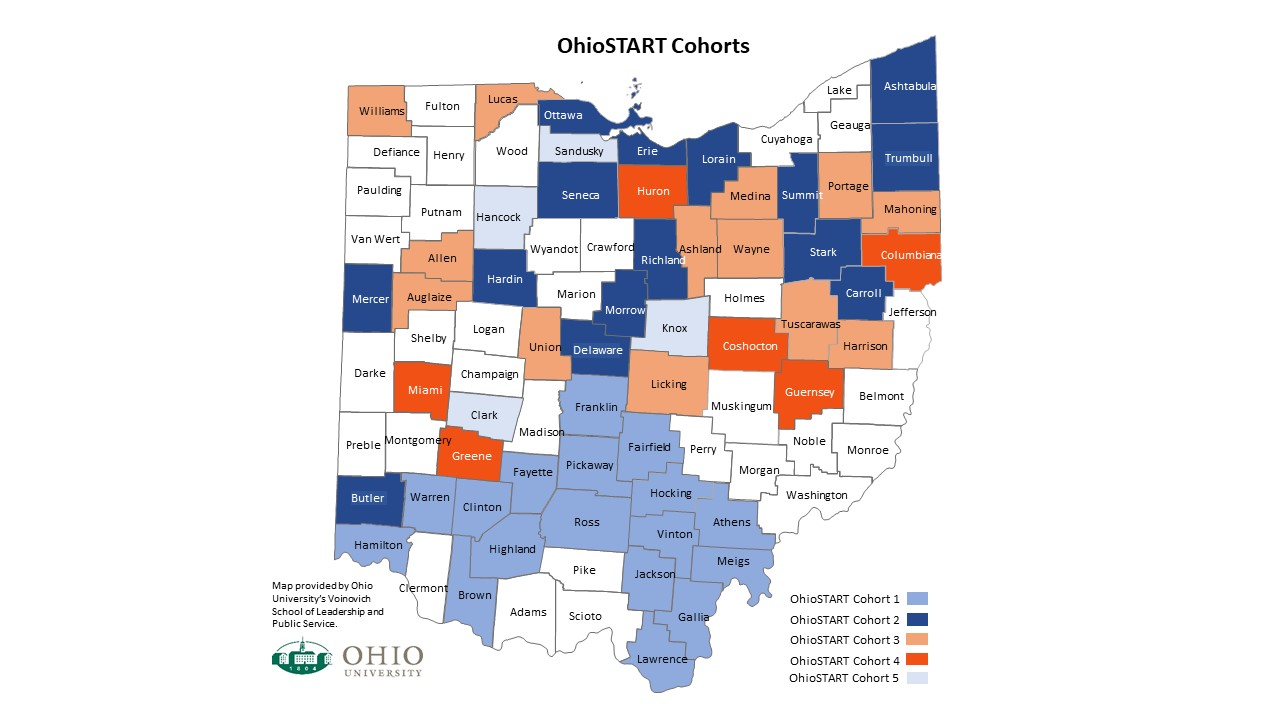 OhioSTART Cohorts
Ashtabula
Lake
Lucas
Williams
Fulton
Ottawa
Geauga
Cuyahoga
Defiance
Henry
Wood
Sandusky
Erie
Lorain
Trumbull
Paulding
Seneca
Huron
Medina
Summit
Portage
Putnam
Hancock
Mahoning
Van Wert
Wyandot
Crawford
Richland
Ashland
Wayne
Stark
Columbiana
Allen
Hardin
Mercer
Auglaize
Marion
Morrow
Holmes
Carroll
Jefferson
Shelby
Logan
Union
Knox
Tuscarawas
Delaware
Coshocton
Harrison
Darke
Champaign
Licking
Miami
Guernsey
Belmont
Clark
Franklin
Muskingum
Madison
Preble
Montgomery
Greene
Fairfield
Perry
Noble
Monroe
Fayette
Pickaway
Morgan
Butler
Warren
Clinton
Hocking
Washington
Ross
Athens
Hamilton
Highland
Vinton
Meigs
Pike
Jackson
Clermont
Brown
Adams
Scioto
Gallia
Lawrence
Map provided by Ohio
University's Voinovich
School of Leadership and
Public Service.
1804
OHIO
UNIVERSITY
OhioSTART Cohort 1
OhioSTART Cohort 2
OhioSTART Cohort 3
OhioSTART Cohort 4
OhioSTART Cohort 5